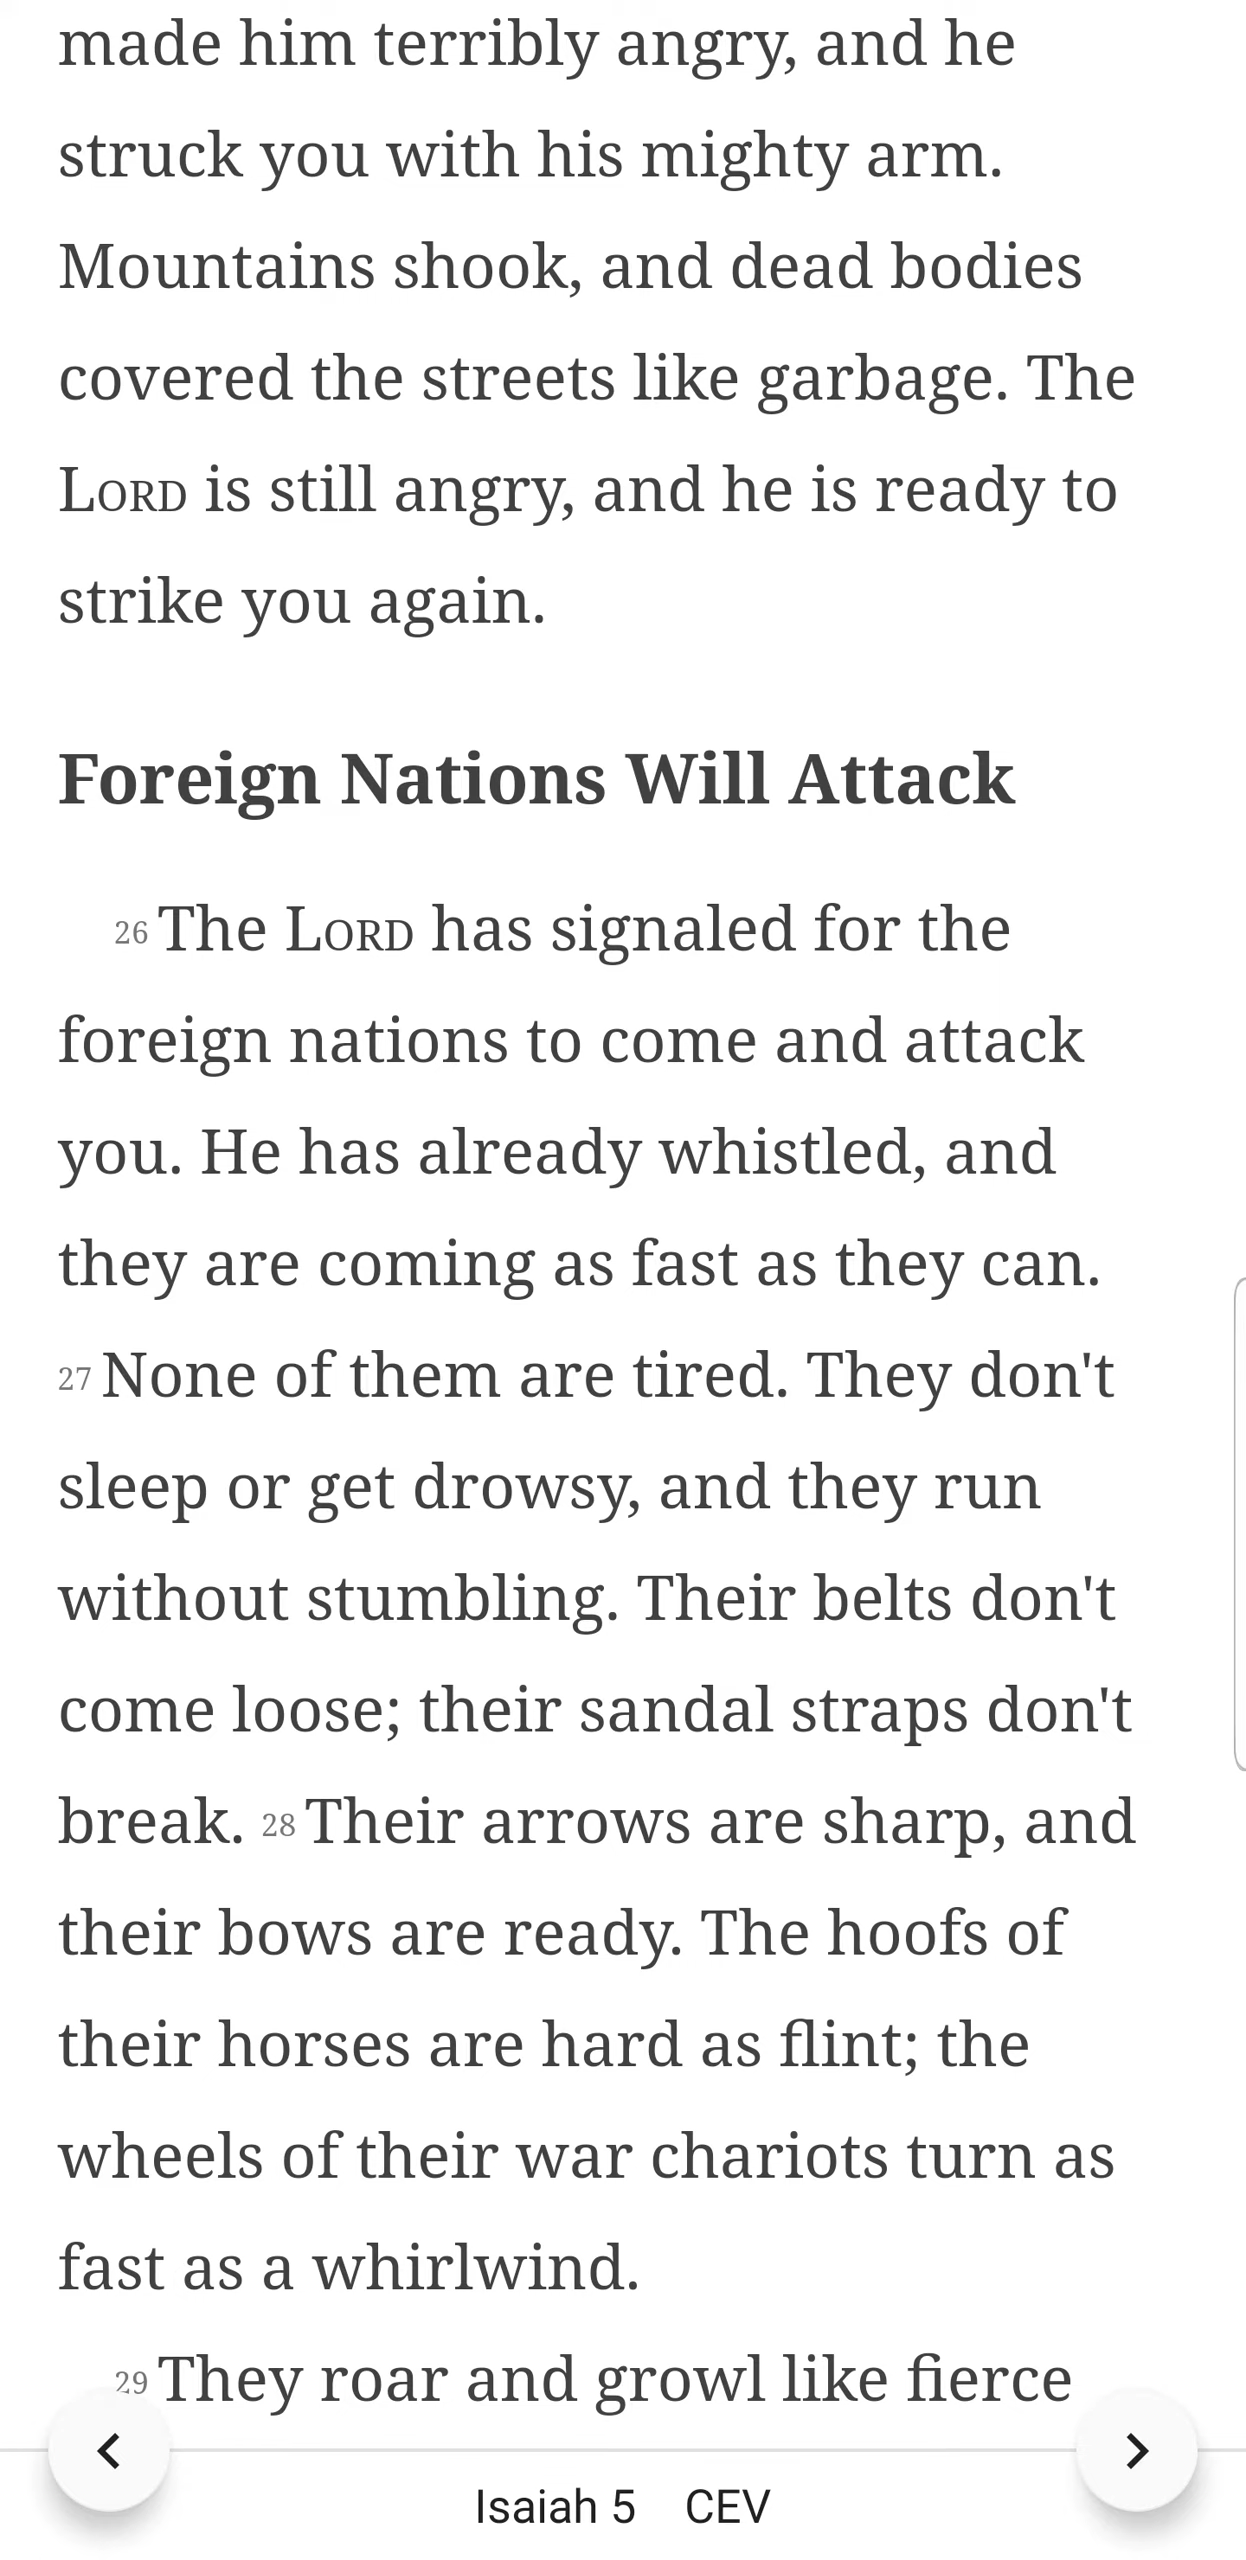 made him terribly angry, and he
struck you with his mighty arm.
Mountains shook, and dead bodies
covered the streets like garbage. The
LORD is still angry, and he is ready to
strike you again.
Foreign Nations Will Attack
26 The LORD has signaled for the
foreign nations to come and attack
you. He has already whistled, and
they are coming as fast as they can.
27 None of them are tired. They don't
sleep or get drowsy, and they run
without stumbling. Their belts don't
come loose; their sandal straps don't
break. 28 Their arrows are sharp, and
their bows are ready. The hoofs of
their horses are hard as flint; the
wheels of their war chariots turn as
fast as a whirlwind.
29 They roar and growl like fierce
Isaiah 5 CEV